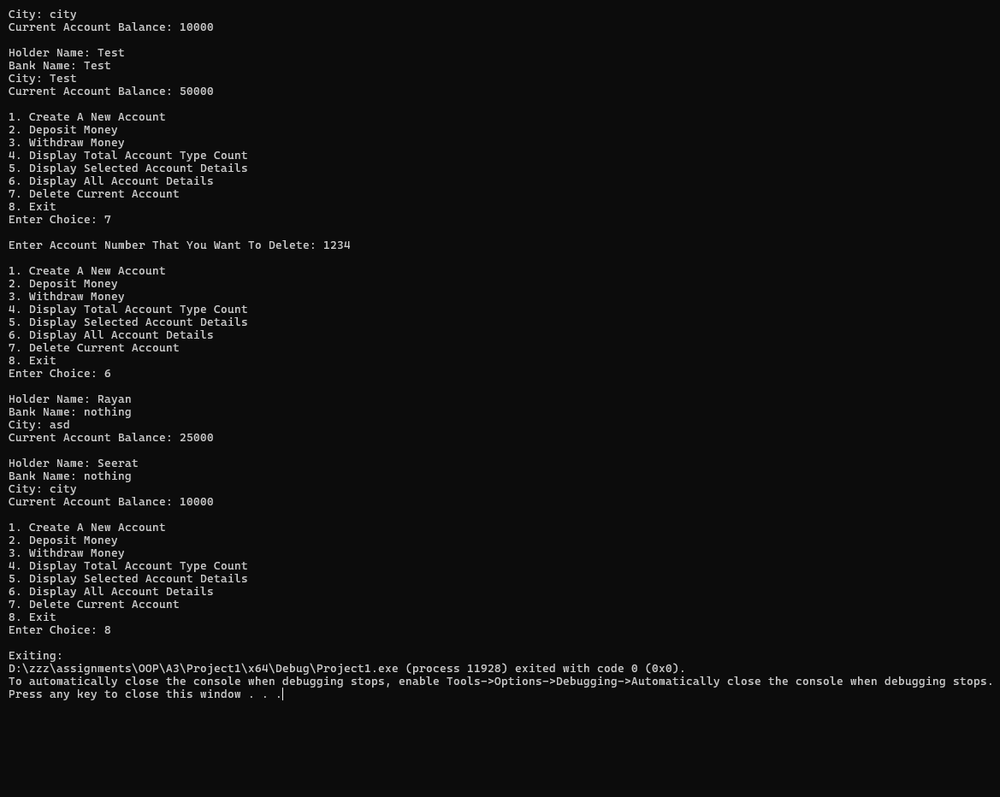 City: city
Current Account Balance: 10000
Holder Name: Test
Bank Name: Test
City: Test
Current Account Balance: 50000
1. Create A New Account
2. Deposit Money
3. Withdraw Money
4. Display Total Account Type Count
5. Display Selected Account Details
6. Display All Account Details
7. Delete Current Account
8. Exit
Enter Choice: 7
Enter Account Number That You Want To Delete: 1234
1. Create A New Account
2. Deposit Money
3. Withdraw Money
4. Display Total Account Type Count
5. Display Selected Account Details
6. Display All Account Details
7. Delete Current Account
8. Exit
Enter Choice: 6
Holder Name: Rayan
Bank Name: nothing
City: asd
Current Account Balance: 25000
Holder Name: Seerat
Bank Name: nothing
City: city
Current Account Balance: 10000
1. Create A New Account
2. Deposit Money
3. Withdraw Money
4. Display Total Account Type Count
5. Display Selected Account Details
6. Display All Account Details
7. Delete Current Account
8. Exit
Enter Choice: 8
Exiting:
D:\zzz\assignments\OOP\A3\Project1\x64\Debug\Project1.exe (process 11928) exited with code 0 (0x0).
To automatically close the console when debugging stops, enable Tools->Options->Debugging->Automatically close the console when debugging stops.
Press any key to close this window . . .